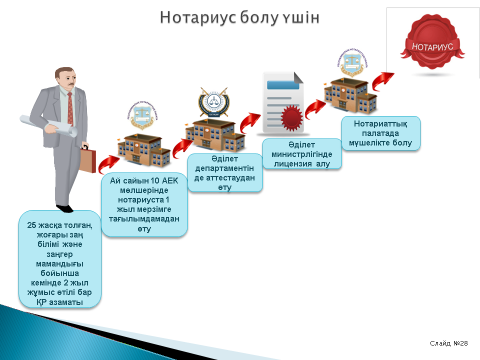 Нотариус болу үшін
НОТАРИУС
25 жасқа толған,
жоғары заң
білімі және
заңгер
мамандығы
бойынша
кемінде 2 жыл
жұмыс өтілі бар
ҚР азаматы
Ай сайын 10 АЕК
мөлшерінде
нотариуста 1
жыл мерзімге
тағылымдамадан
өту
Әділет
департаментін
де аттестаудан
өту
Әділет
министрлігінде
лицензия алу
Нотариаттық
палатада
мүшелікте болу
Слайд №28